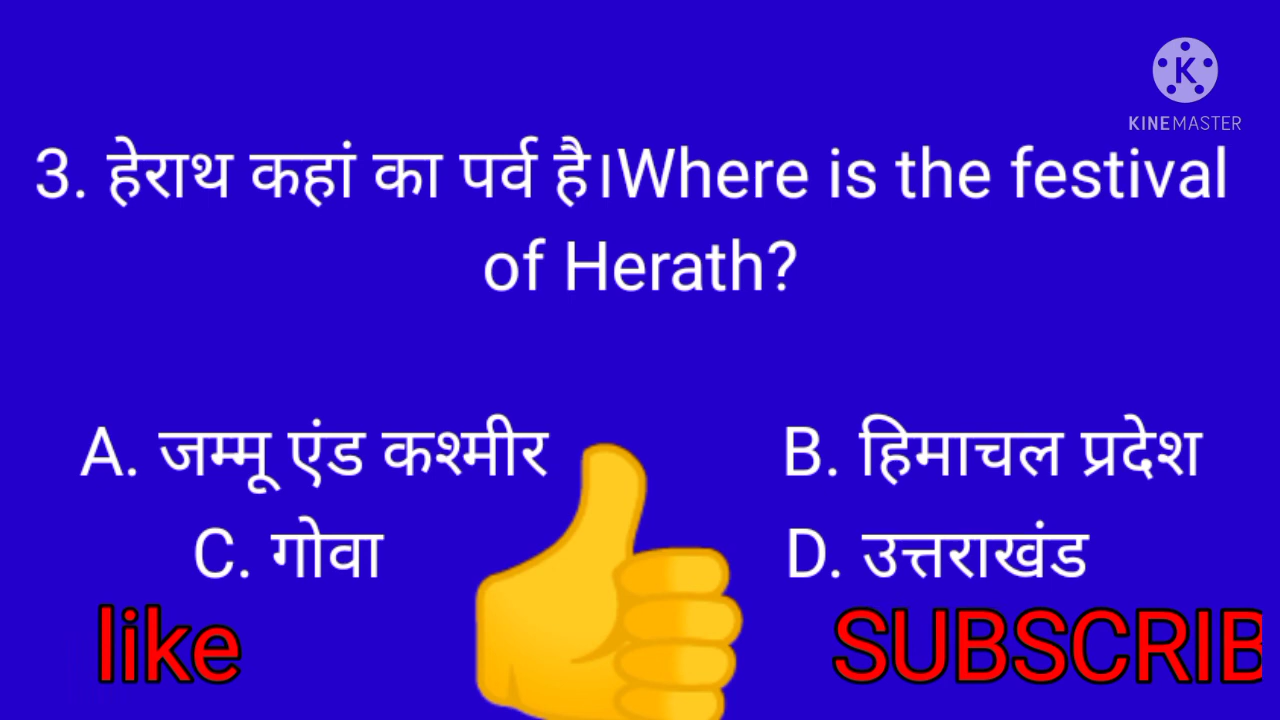 KINEMASTER
3. हेराथ कहां का पर्व है।Where is the festival
of Herath?
A. जम्मू एंड कश्मीर B. हिमाचल प्रदेश
C. गोवा D. उत्तराखंड
like SUBSCRIB